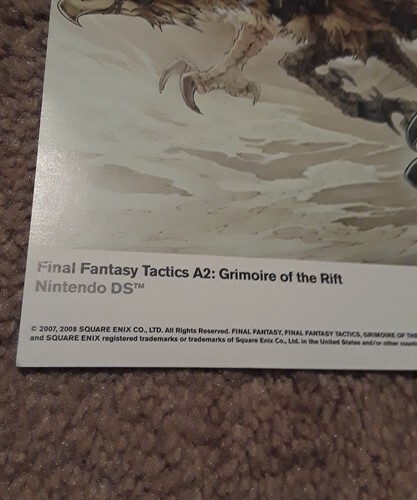 Final Fantasy Tactics A2: Grimoire of the Rift
Nintendo DS™
© 2007, 2008 SQUARE ENIX CO., LTD. All Rights Reserved. FINAL FANTASY, FINAL FANTASY TACTICS, GRIMOIRE OF THE
and SQUARE ENIX registered trademarks or trademarks of Square Enix Co., Ltd. in the United States and/or other